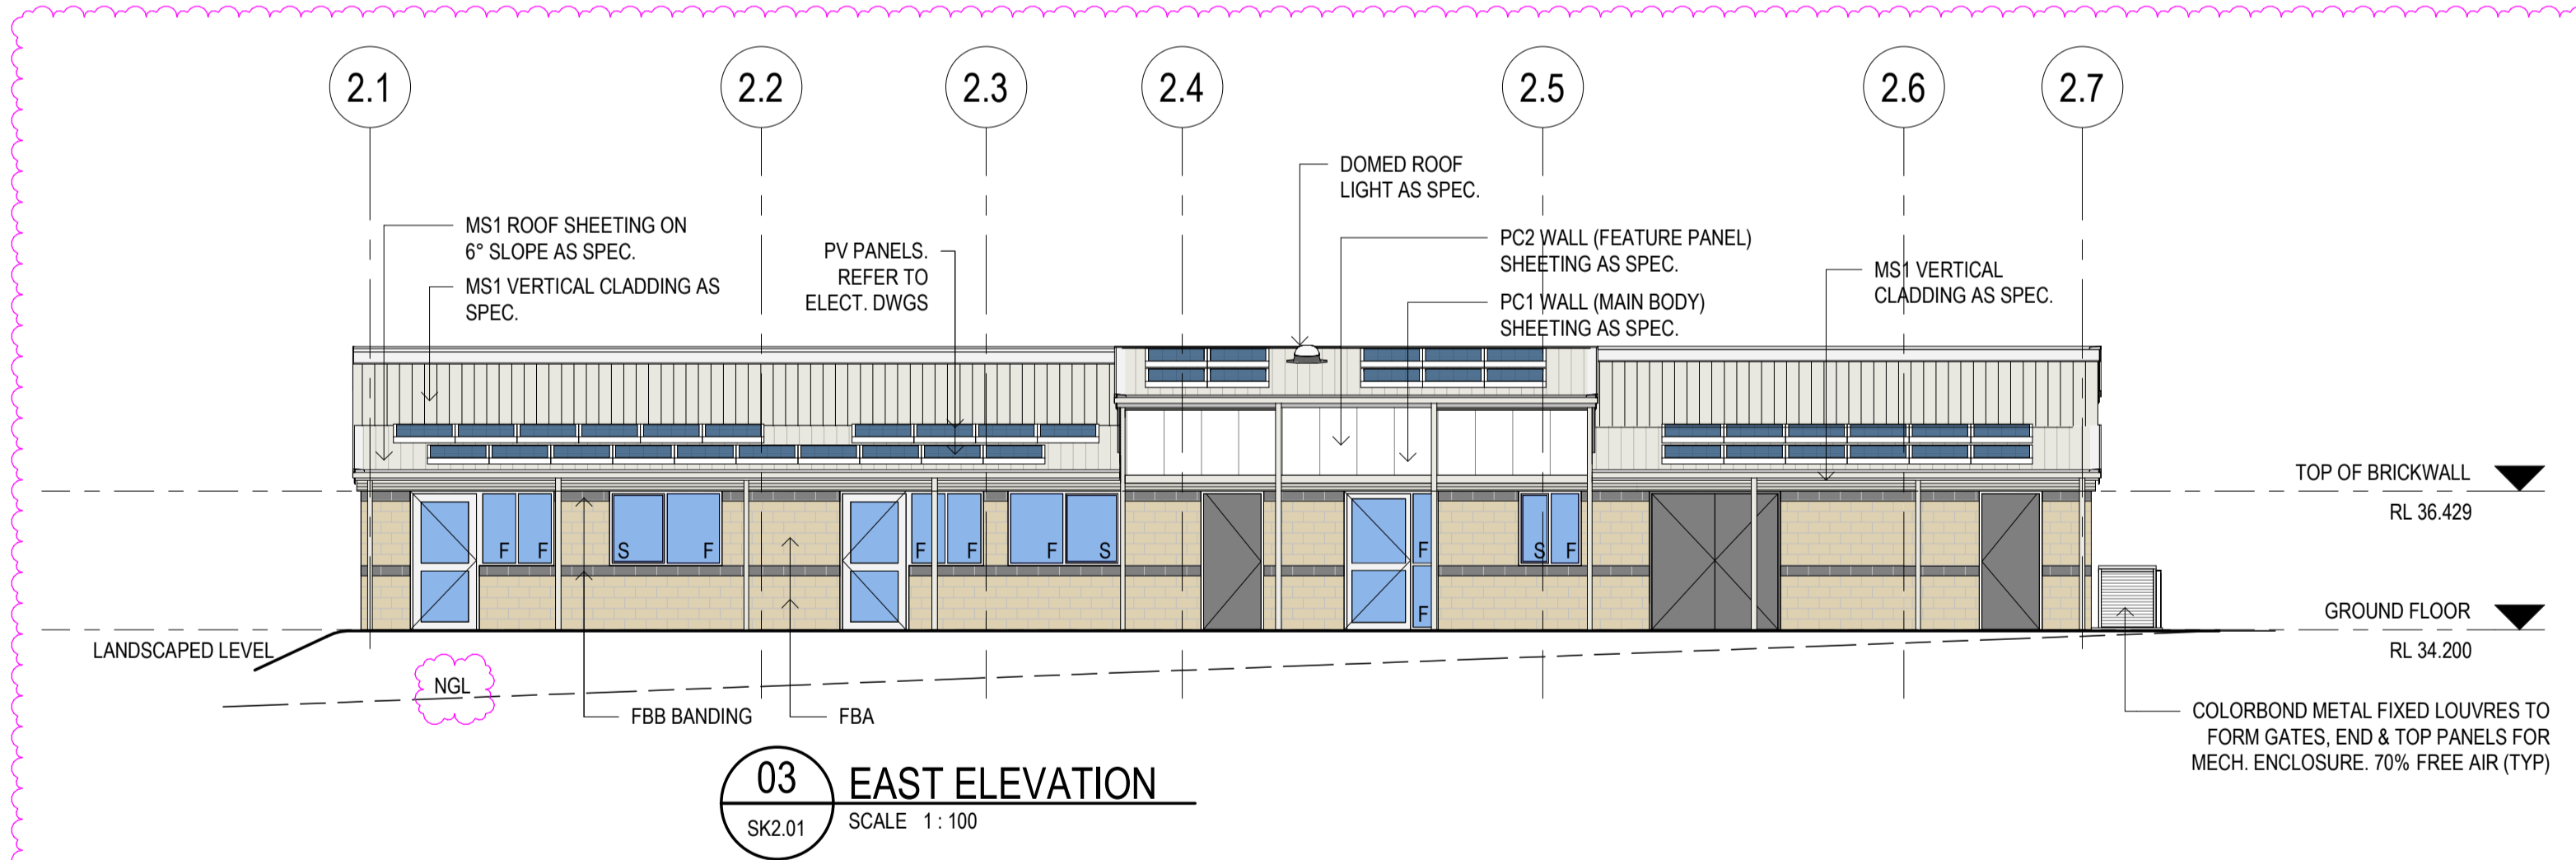 2.1
2.2
2.3
2.4
2.5
2.6
2.7
DOMED ROOF
LIGHT AS SPEC.
MS1 ROOF SHEETING ON
6° SLOPE AS SPEC.
MS1 VERTICAL CLADDING AS
SPEC.
PV PANELS.
REFER TO
ELECT. DWGS
PC2 WALL (FEATURE PANEL)
SHEETING AS SPEC.
PC1 WALL (MAIN BODY)
SHEETING AS SPEC.
MS1 VERTICAL
CLADDING AS SPEC.
TOP OF BRICKWALL
RL 36.429
F
F
S
F
F
F
F
S
F
S
F
F
GROUND FLOOR
RL 34.200
LANDSCAPED LEVEL
NGL
FBB BANDING
FBA
COLORBOND METAL FIXED LOUVRES TO
FORM GATES, END & TOP PANELS FOR
MECH. ENCLOSURE. 70% FREE AIR (TYP)
03
SK2.01
EAST ELEVATION
SCALE 1 : 100